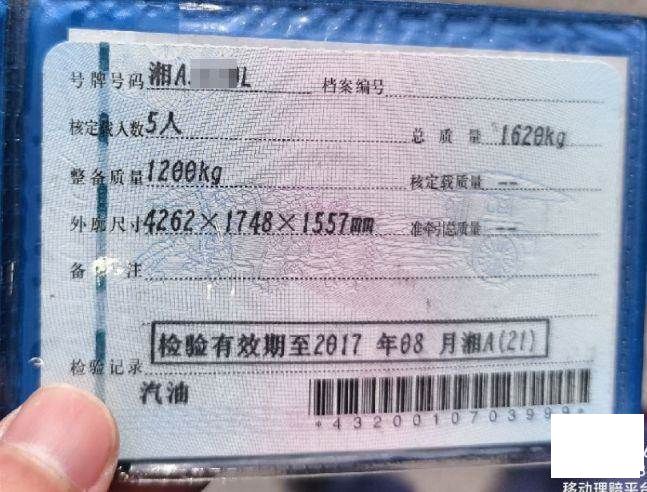 号牌号码 湘A L 档案编号
核定载人数 5人 总质量 1620kg
整备质量 1200kg 核定载质量 --
外廓尺寸 4262×1748×1557mm 准牵引总质量 --
备注
检验有效期至2017 年08 月湘A(21)
检验记录
汽油
*4320010703999*
移动理赔平台